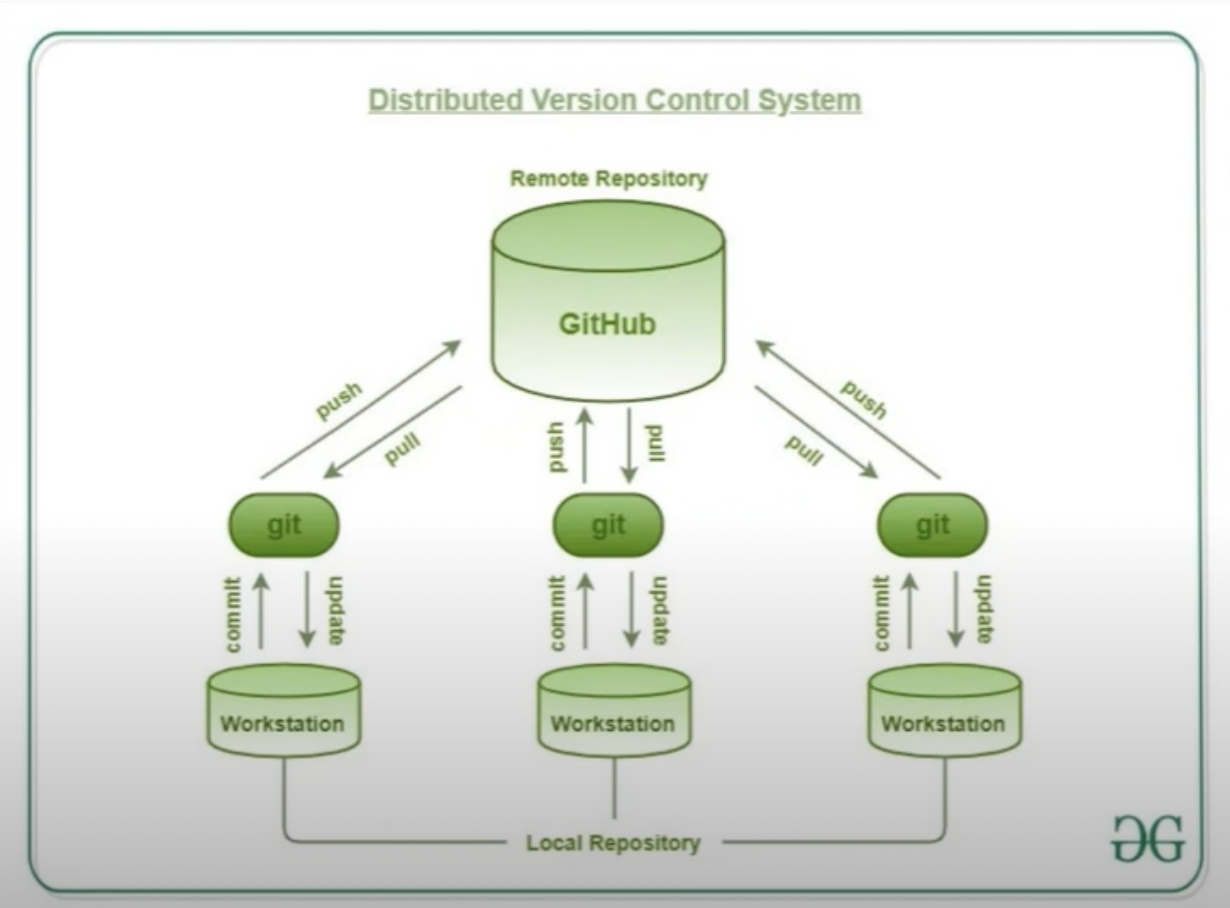 Distributed Version Control System
Remote Repository
GitHub
push
pull
push
pull
push
pull
git
git
git
commit
update
commit
update
commit
update
Workstation
Workstation
Workstation
Local Repository